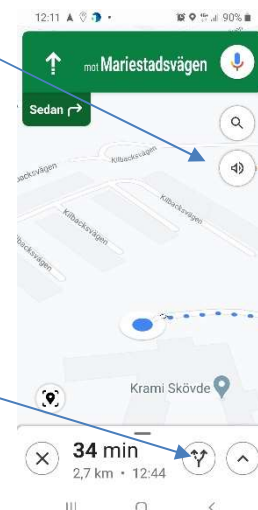 12:11 90%
mot Mariestadsvägen
Sedan
Kilbacksvägen
Kilbacksvägen
Kilbacksvägen
Kilbacksvägen
Krami Skövde
34 min
2,7 km • 12:44